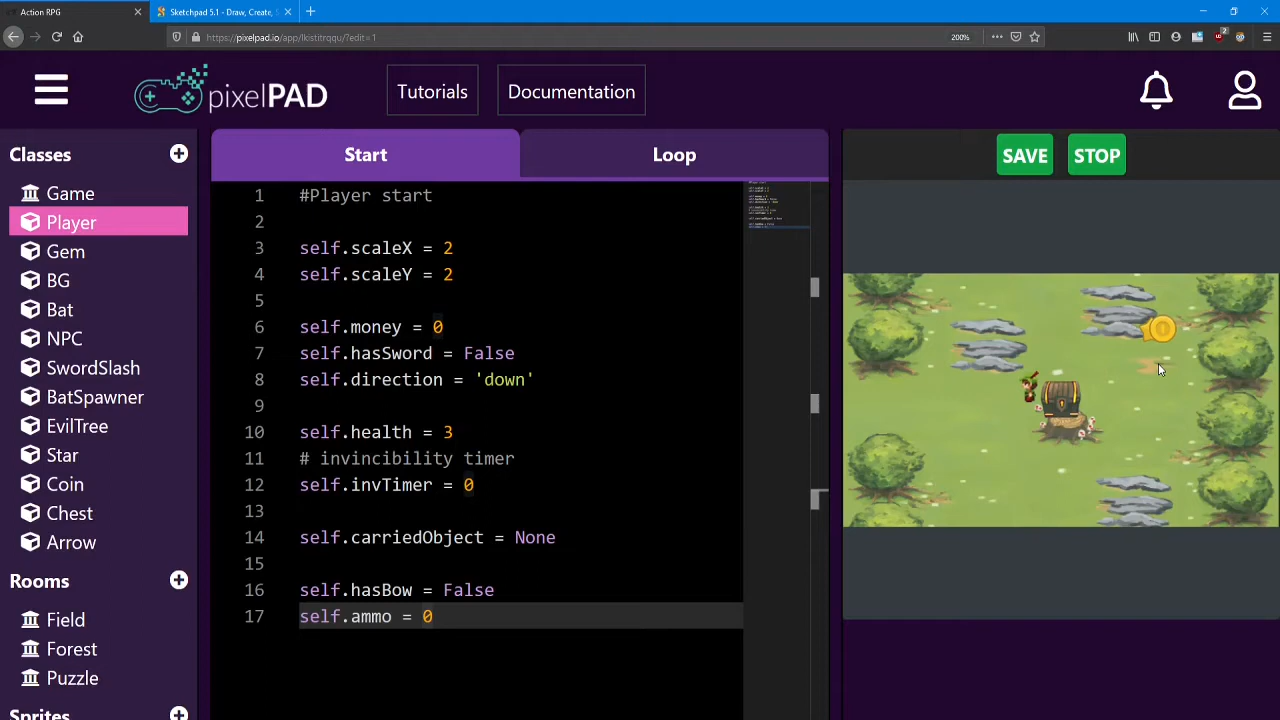 Action RPG
Sketchpad 5.1 - Draw, Create, S
https://pixelpad.io/app/lkistitrqqu/?edit=1
200%
2
pixelPAD
Tutorials
Documentation
Classes
Game
Player
Gem
BG
Bat
NPC
SwordSlash
BatSpawner
EvilTree
Star
Coin
Chest
Arrow
Rooms
Field
Forest
Puzzle
Sprites
Start
Loop
1 #Player start
2
3 self.scaleX = 2
4 self.scaleY = 2
5
6 self.money = 0
7 self.hasSword = False
8 self.direction = 'down'
9
10 self.health = 3
11 # invincibility timer
12 self.invTimer = 0
13
14 self.carriedObject = None
15
16 self.hasBow = False
17 self.ammo = 0
SAVE
STOP